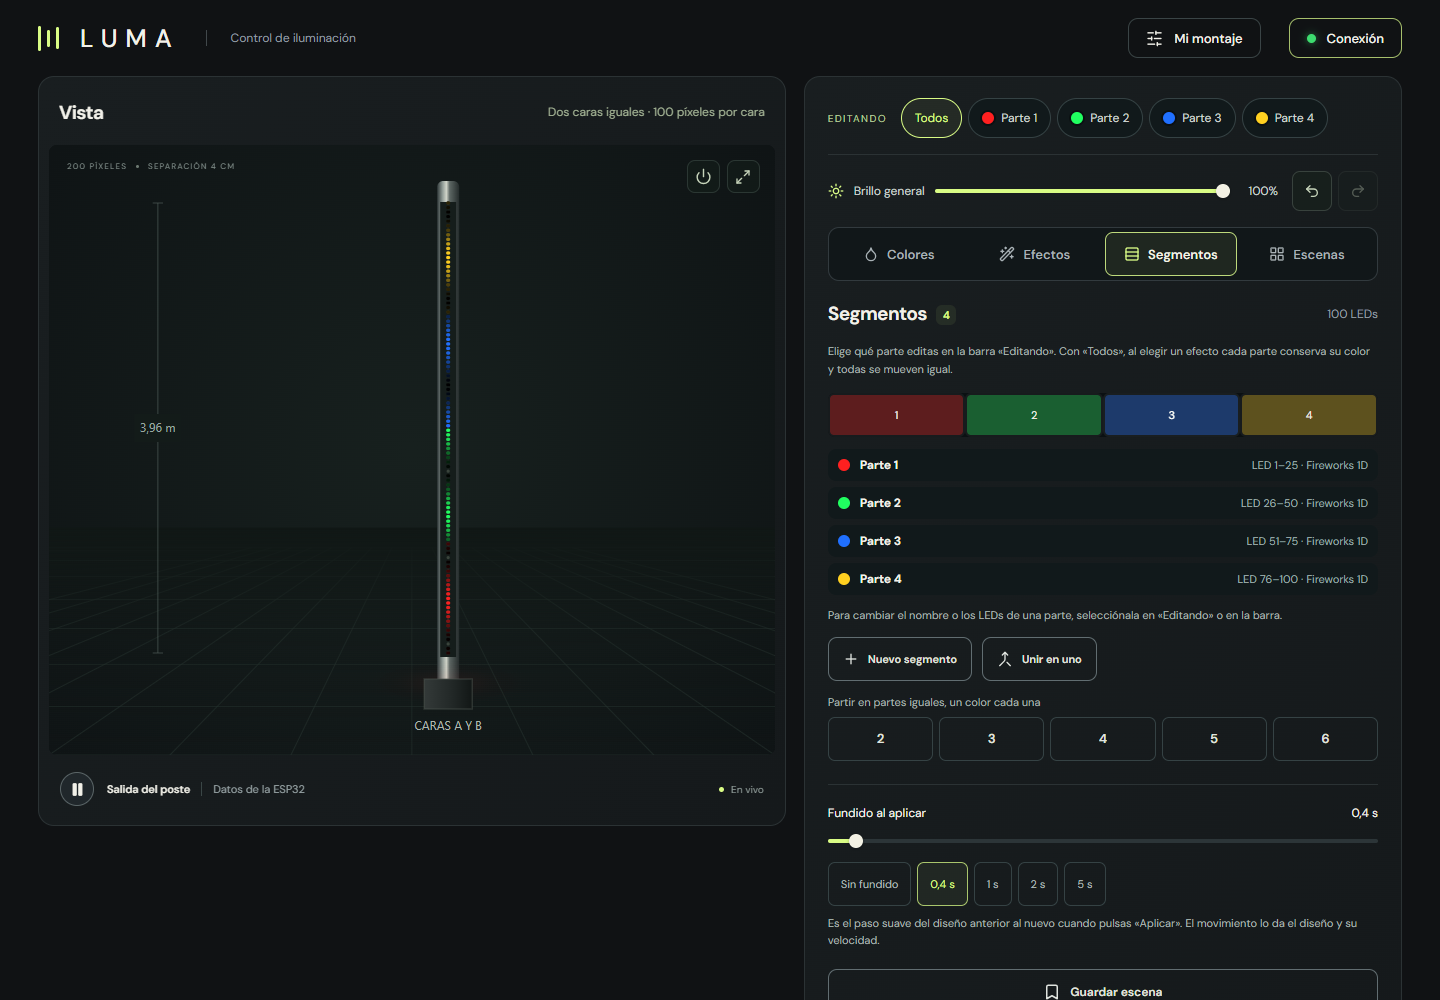 LUMA
Control de iluminación
Mi montaje
Conexión
Vista
Dos caras iguales · 100 píxeles por cara
200 PÍXELES • SEPARACIÓN 4 CM
3,96 m
CARAS A Y B
Salida del poste
Datos de la ESP32
En vivo
EDITANDO
Todos
Parte 1
Parte 2
Parte 3
Parte 4
Brillo general
100%
Colores
Efectos
Segmentos
Escenas
Segmentos 4
100 LEDs
Elige qué parte editas en la barra «Editando». Con «Todos», al elegir un efecto cada parte conserva su color
y todas se mueven igual.
1
2
3
4
Parte 1
LED 1–25 · Fireworks 1D
Parte 2
LED 26–50 · Fireworks 1D
Parte 3
LED 51–75 · Fireworks 1D
Parte 4
LED 76–100 · Fireworks 1D
Para cambiar el nombre o los LEDs de una parte, selecciónala en «Editando» o en la barra.
Nuevo segmento
Unir en uno
Partir en partes iguales, un color cada una
2
3
4
5
6
Fundido al aplicar
0,4 s
Sin fundido
0,4 s
1 s
2 s
5 s
Es el paso suave del diseño anterior al nuevo cuando pulsas «Aplicar». El movimiento lo da el diseño y su
velocidad.
Guardar escena